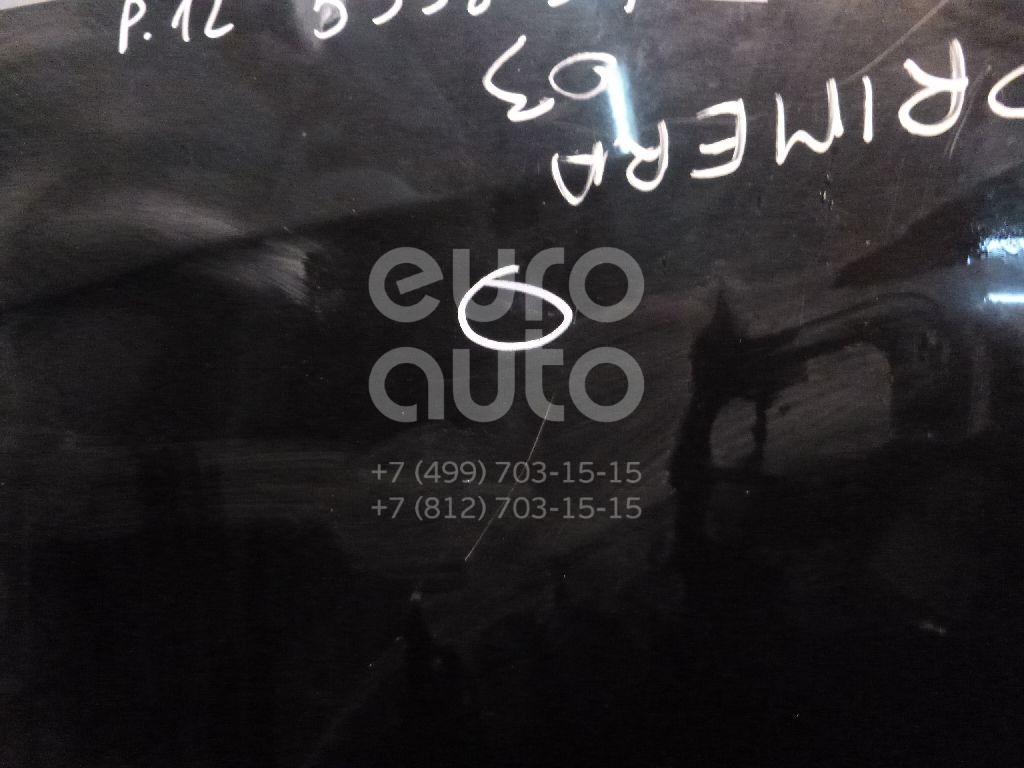 P.12
PRIMERA
03
euro
auto
+7 (499) 703-15-15
+7 (812) 703-15-15